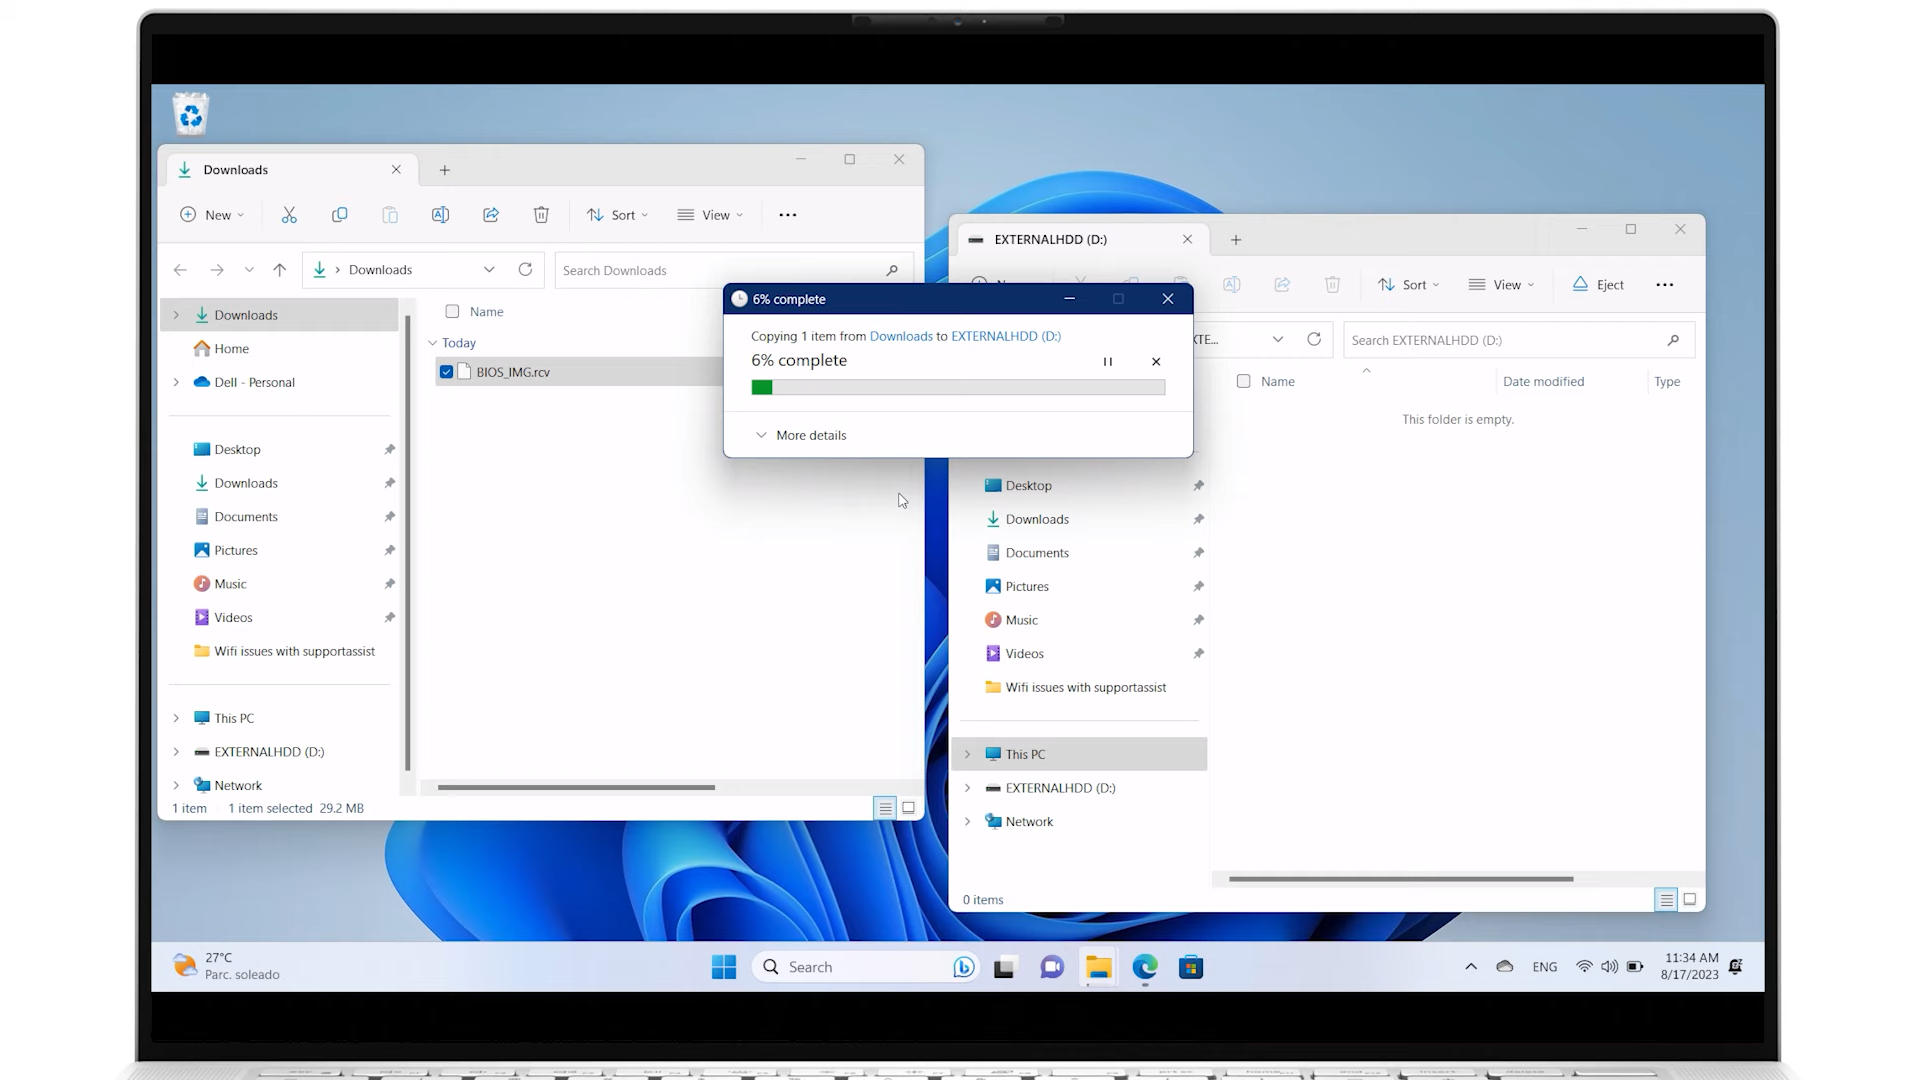 Downloads
New
Sort
View
Downloads
Search Downloads
Downloads
Home
Dell - Personal
Desktop
Downloads
Documents
Pictures
Music
Videos
Wifi issues with supportassist
This PC
EXTERNALHDD (D:)
Network
Name
Today
BIOS_IMG.rcv
1 item
1 item selected 29.2 MB
6% complete
Copying 1 item from Downloads to EXTERNALHDD (D:)
6% complete
More details
EXTERNALHDD (D:)
Sort
View
Eject
Search EXTERNALHDD (D:)
Name
Date modified
Type
This folder is empty.
Desktop
Downloads
Documents
Pictures
Music
Videos
Wifi issues with supportassist
This PC
EXTERNALHDD (D:)
Network
0 items
27°C
Parc. soleado
Search
ENG
11:34 AM
8/17/2023